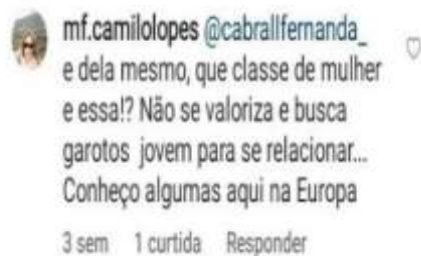 mf.camilolopes @cabrallfernanda_
e dela mesmo, que classe de mulher
e essa!? Não se valoriza e busca
garotos jovem para se relacionar...
Conheço algumas aqui na Europa
3 sem 1 curtida Responder